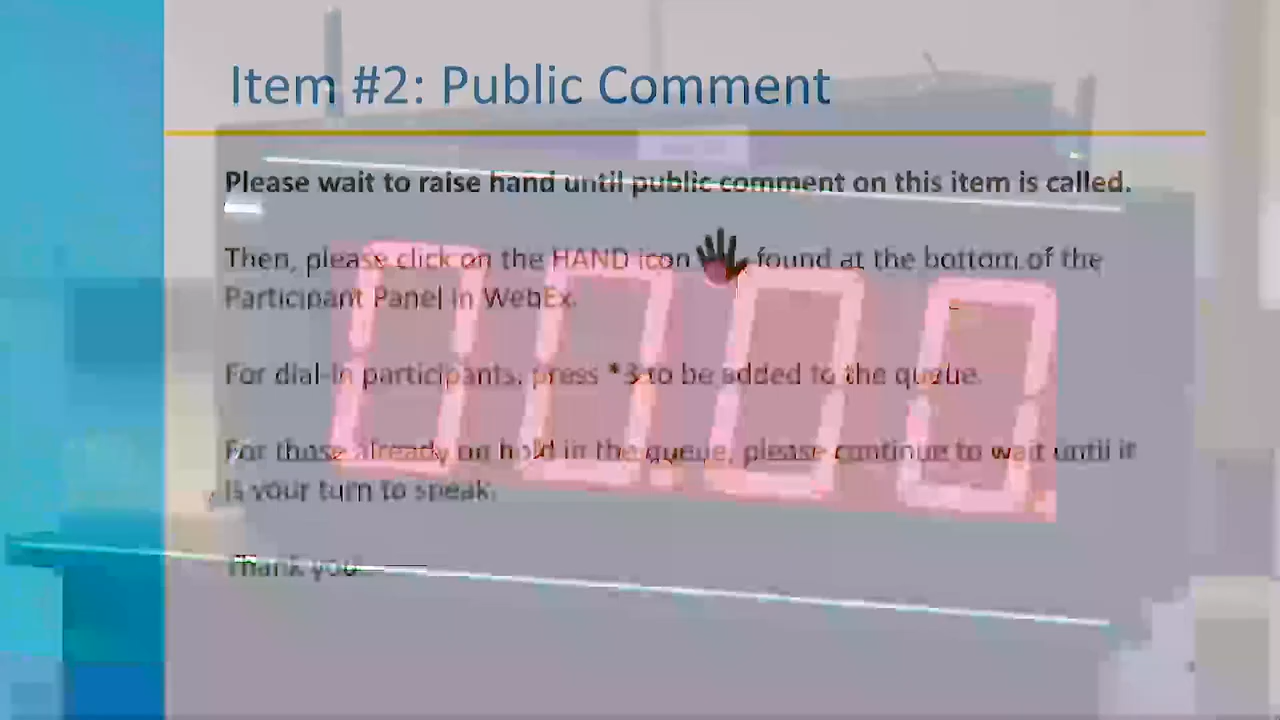 Item #2: Public Comment
Please wait to raise hand until public comment on this item is called.
Then, please click on the HAND icon found at the bottom of the
Participant Panel in WebEx.
For dial-in participants, press *3 to be added to the queue.
For those already on hold in the queue, please continue to wait until it
is your turn to speak.
Thank you
00:00